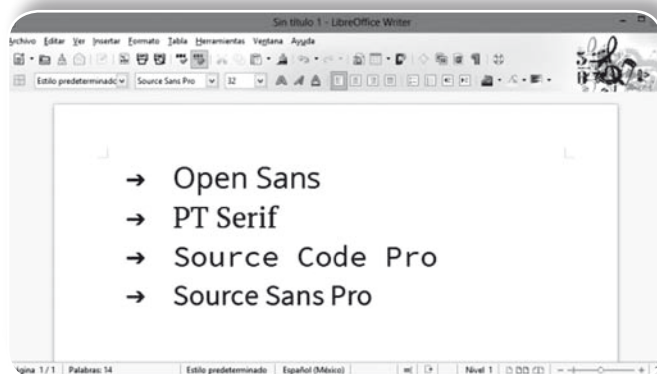 Sin título 1 - LibreOffice Writer
rchivo Editar Ver Insertar Formato Tabla Herramientas Ventana Ayuda
Estilo predeterminado Source Sans Pro 32
→ Open Sans
→ PT Serif
→ Source Code Pro
→ Source Sans Pro
ágina 1 / 1 Palabras: 14 Estilo predeterminado Español (México) Nivel 1